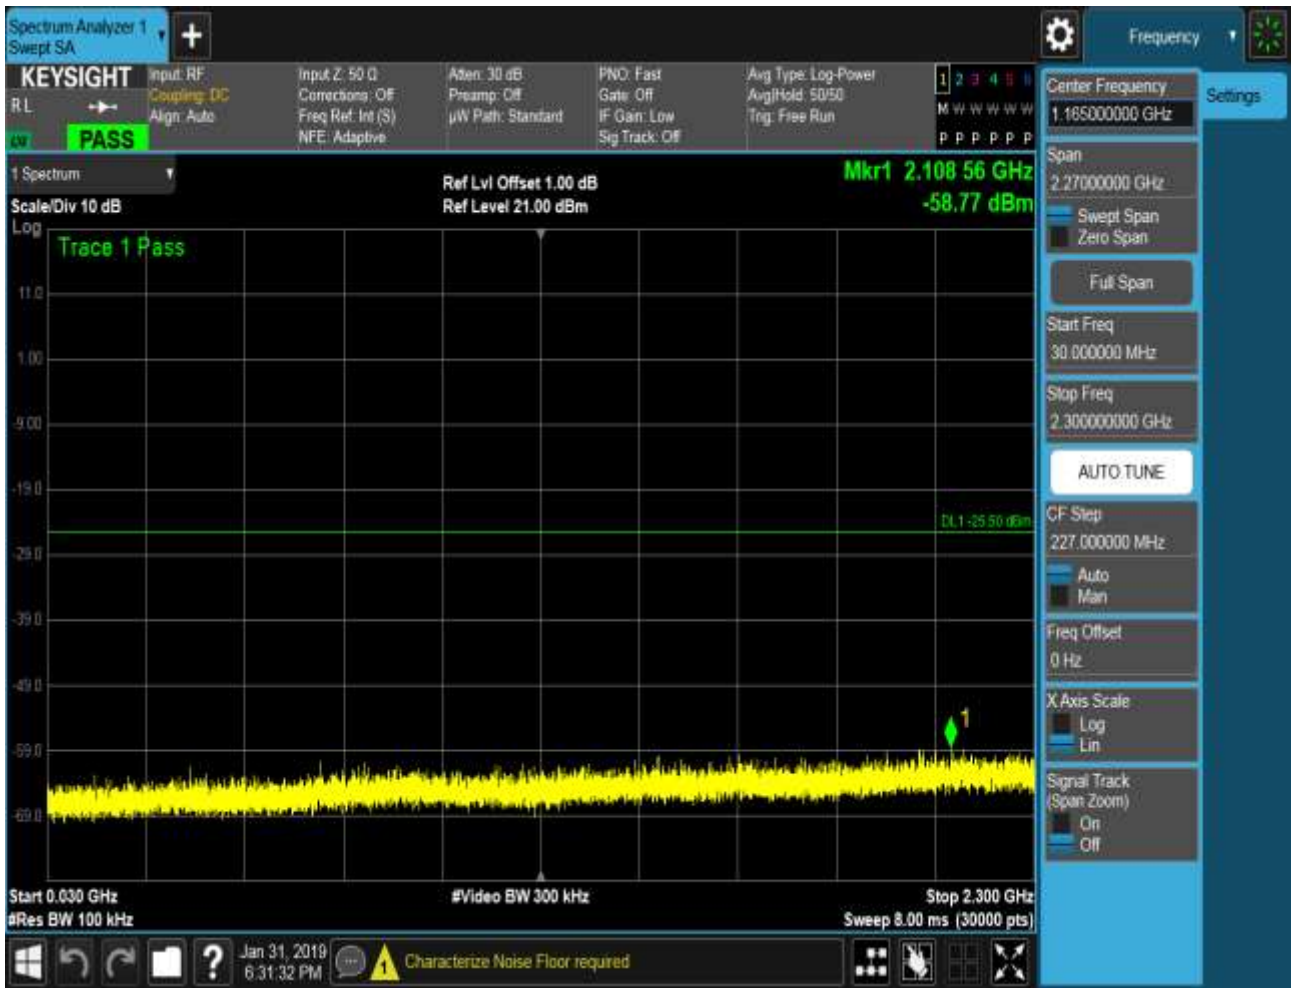 Spectrum Analyzer 1
Swept SA
Frequency
KEYSIGHT
R L
PASS
Input: RF
Coupling: DC
Align: Auto
Input Z: 50 Ω
Corrections: Off
Freq Ref: Int (S)
NFE: Adaptive
Atten: 30 dB
Preamp: Off
µW Path: Standard
PNO: Fast
Gate: Off
IF Gain: Low
Sig Track: Off
Avg Type: Log-Power
Avg|Hold: 50/50
Trig: Free Run
1 2 3 4 5 6
M W W W W W
P P P P P P
1 Spectrum
Scale/Div 10 dB
Ref Lvl Offset 1.00 dB
Ref Level 21.00 dBm
Mkr1 2.108 56 GHz
-58.77 dBm
Log
Trace 1 Pass
11.0
1.00
-9.00
-19.0
DL1 -25.50 dBm
-29.0
-39.0
-49.0
1
-59.0
-69.0
Start 0.030 GHz
#Res BW 100 kHz
#Video BW 300 kHz
Stop 2.300 GHz
Sweep 8.00 ms (30000 pts)
Jan 31, 2019
6:31:32 PM
1
Characterize Noise Floor required
Center Frequency
1.165000000 GHz
Settings
Span
2.27000000 GHz
Swept Span
Zero Span
Full Span
Start Freq
30.000000 MHz
Stop Freq
2.300000000 GHz
AUTO TUNE
CF Step
227.000000 MHz
Auto
Man
Freq Offset
0 Hz
X Axis Scale
Log
Lin
Signal Track
(Span Zoom)
On
Off